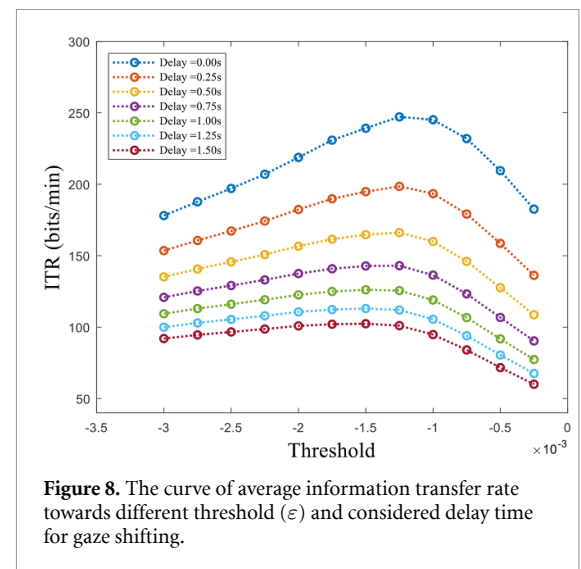 300
250
200
150
100
50
ITR (bits/min)
Delay =0.00s
Delay =0.25s
Delay =0.50s
Delay =0.75s
Delay =1.00s
Delay =1.25s
Delay =1.50s
-3.5 -3 -2.5 -2 -1.5 -1 -0.5 0
Threshold
×10⁻³
Figure 8. The curve of average information transfer rate
towards different threshold (ε) and considered delay time
for gaze shifting.